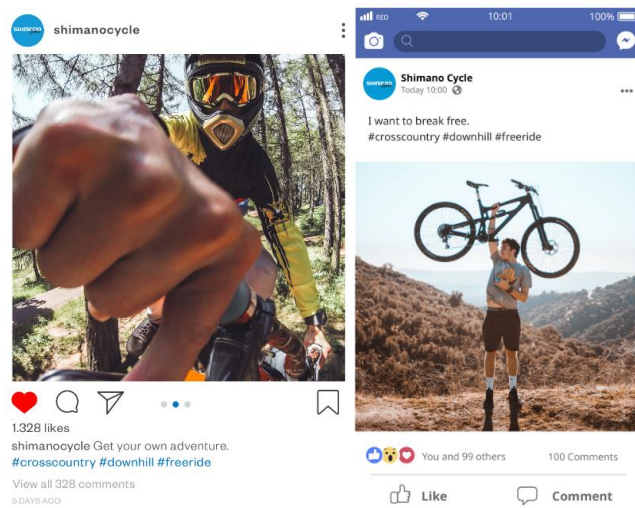 SHIMANO
shimanocycle
1.328 likes
shimanocycle Get your own adventure.
#crosscountry #downhill #freeride
View all 328 comments
5 DAYS AGO
RED
10:01
100%
SHIMANO
Shimano Cycle
Today 10:00
I want to break free.
#crosscountry #downhill #freeride
You and 99 others
100 Comments
Like
Comment